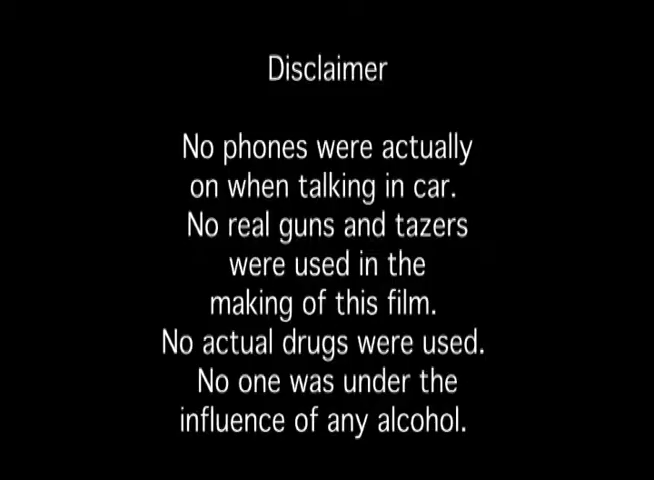 Disclaimer
No phones were actually
on when talking in car.
No real guns and tazers
were used in the
making of this film.
No actual drugs were used.
No one was under the
influence of any alcohol.